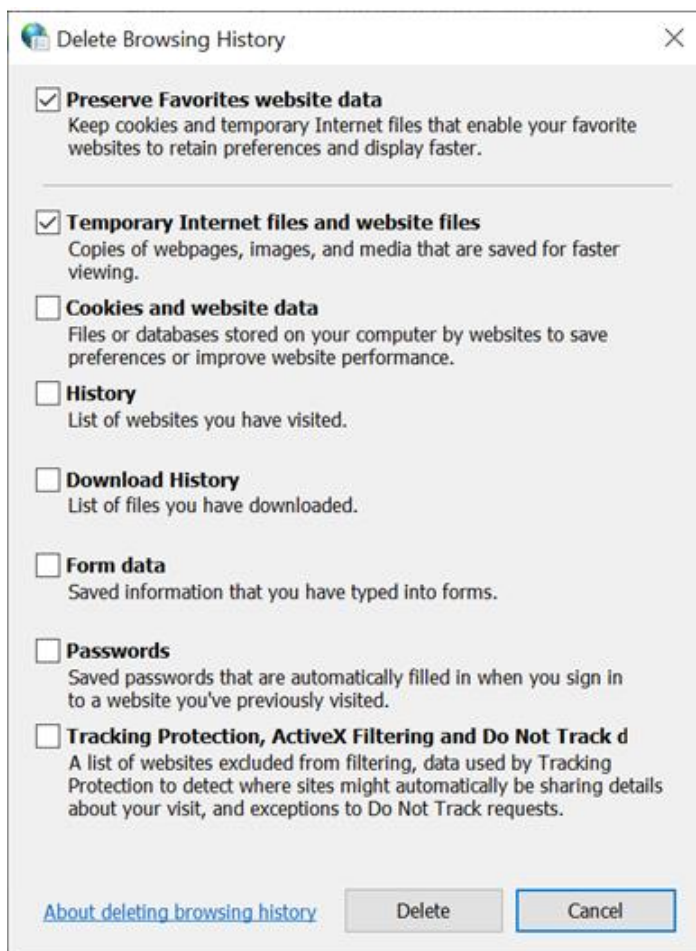 Delete Browsing History
Preserve Favorites website data
Keep cookies and temporary Internet files that enable your favorite
websites to retain preferences and display faster.
Temporary Internet files and website files
Copies of webpages, images, and media that are saved for faster
viewing.
Cookies and website data
Files or databases stored on your computer by websites to save
preferences or improve website performance.
History
List of websites you have visited.
Download History
List of files you have downloaded.
Form data
Saved information that you have typed into forms.
Passwords
Saved passwords that are automatically filled in when you sign in
to a website you've previously visited.
Tracking Protection, ActiveX Filtering and Do Not Track d
A list of websites excluded from filtering, data used by Tracking
Protection to detect where sites might automatically be sharing details
about your visit, and exceptions to Do Not Track requests.
About deleting browsing history Delete Cancel